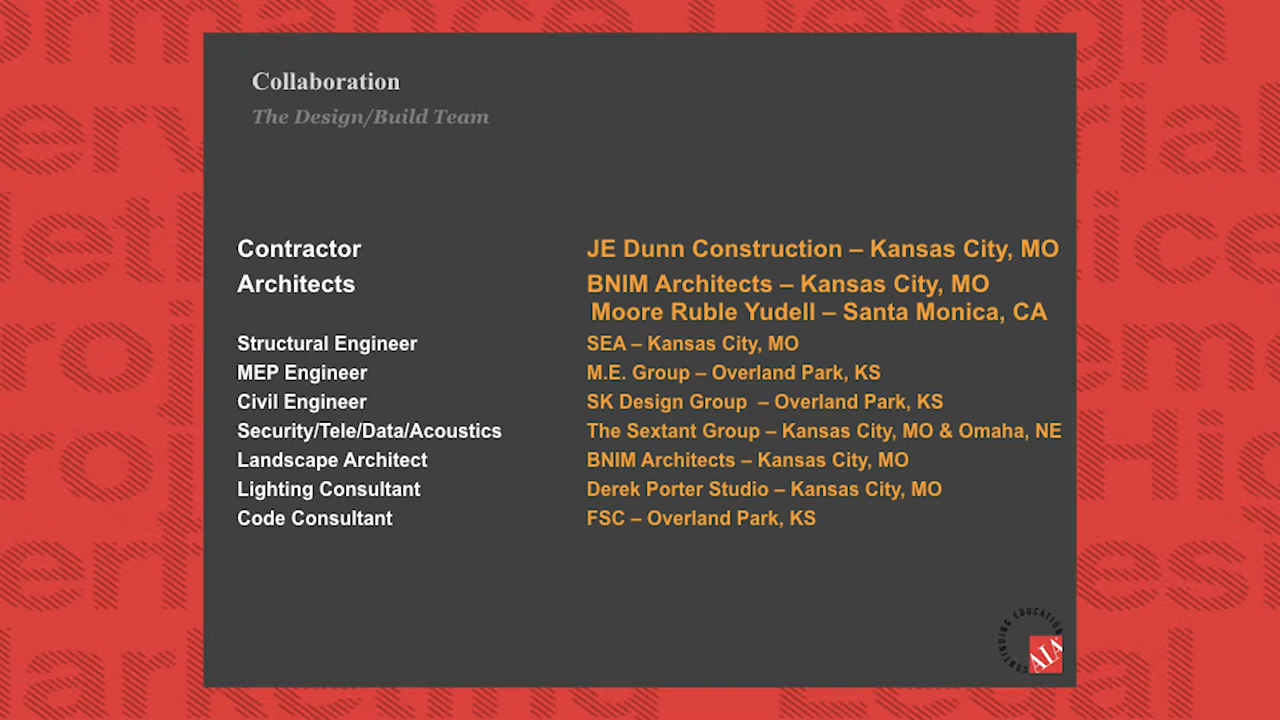 Collaboration
The Design/Build Team
Contractor JE Dunn Construction – Kansas City, MO
Architects BNIM Architects – Kansas City, MO
Moore Ruble Yudell – Santa Monica, CA
Structural Engineer SEA – Kansas City, MO
MEP Engineer M.E. Group – Overland Park, KS
Civil Engineer SK Design Group – Overland Park, KS
Security/Tele/Data/Acoustics The Sextant Group – Kansas City, MO & Omaha, NE
Landscape Architect BNIM Architects – Kansas City, MO
Lighting Consultant Derek Porter Studio – Kansas City, MO
Code Consultant FSC – Overland Park, KS
CONTINUING EDUCATION
AIA